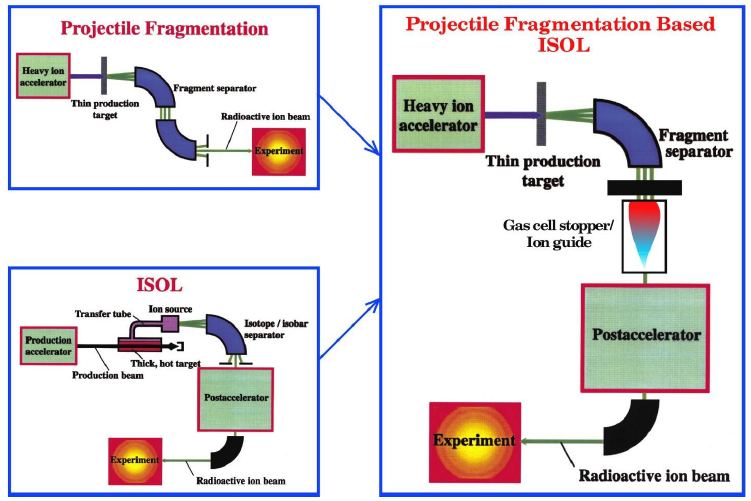 Projectile Fragmentation
Heavy ion
accelerator
Thin production
target
Fragment separator
Radioactive ion beam
Experiment
ISOL
Transfer tube
Ion source
Isotope / isobar
separator
Production
accelerator
Production beam
Thick, hot target
Postaccelerator
Experiment
Radioactive ion beam
Projectile Fragmentation Based
ISOL
Heavy ion
accelerator
Thin production
target
Fragment
separator
Gas cell stopper/
Ion guide
Postaccelerator
Experiment
Radioactive ion beam